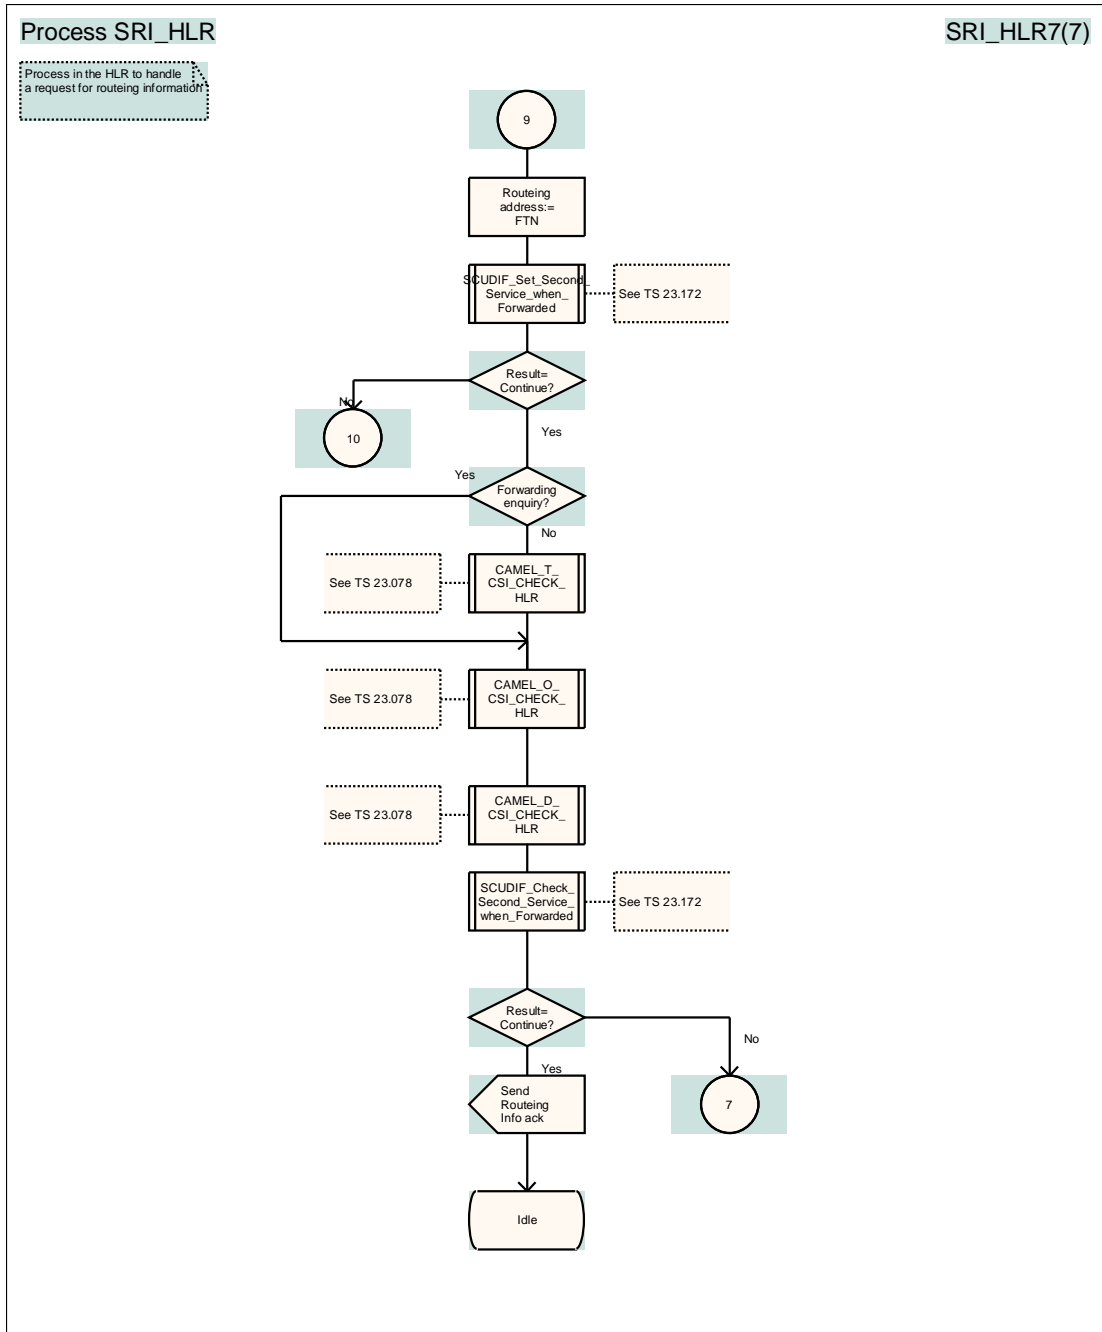 Process SRI_HLR
SRI_HLR7(7)
Process in the HLR to handle
a request for routeing information
9
Routeing
address:=
FTN
SCUDIF_Set_Second_
Service_when_
Forwarded
See TS 23.172
Result=
Continue?
No
10
Yes
Yes
Forwarding
enquiry?
No
See TS 23.078
CAMEL_T_
CSI_CHECK_
HLR
See TS 23.078
CAMEL_O_
CSI_CHECK_
HLR
See TS 23.078
CAMEL_D_
CSI_CHECK_
HLR
SCUDIF_Check_
Second_Service_
when_Forwarded
See TS 23.172
Result=
Continue?
No
Yes
Send
Routeing
Info ack
7
Idle